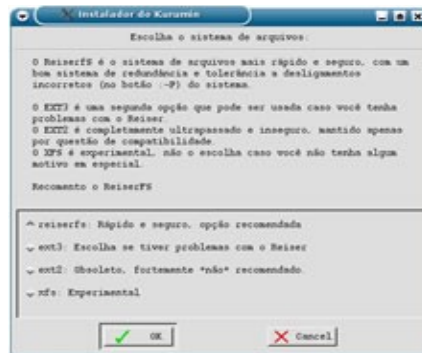 Instalador do Kurumin
Escolha o sistema de arquivos:
O ReiserfS é o sistema de arquivos mais rápido e seguro, com um
bom sistema de redundância e tolerância a desligamentos
incorretos (no botão :-P) do sistema.
O EXT3 é uma segunda opção que pode ser usada caso você tenha
problemas com o Reiser.
O EXT2 é completamente ultrapassado e inseguro, mantido apenas
por questão de compatibilidade.
O XFS é experimental, não o escolha caso você não tenha algum
motivo em especial.
Recomento o ReiserFS
reiserfs: Rápido e seguro, opção recomendada
ext3: Escolha se tiver problemas com o Reiser
ext2: Obsoleto, fortemente *não* recomendado.
xfs: Experimental
OK
Cancel